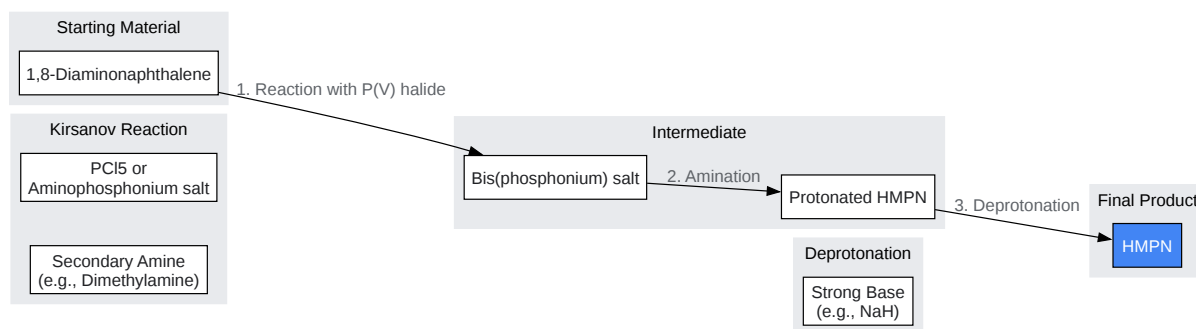 Starting Material
1,8-Diaminonaphthalene
1. Reaction with P(V) halide
Kirsanov Reaction
PCl5 or
Aminophosphonium salt
Secondary Amine
(e.g., Dimethylamine)
Intermediate
Bis(phosphonium) salt
2. Amination
Protonated HMPN
3. Deprotonation
Deprotonation
Strong Base
(e.g., NaH)
Final Product
HMPN